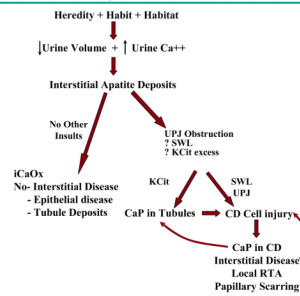 Heredity + Habit + Habitat
↓Urine Volume + ↑ Urine Ca++
Interstitial Apatite Deposits
No Other
Insults
UPJ Obstruction
? SWL
? KCit excess
iCaOx
No- Interstitial Disease
- Epithelial disease
- Tubule Deposits
KCit
SWL
UPJ
CaP in Tubules
CD Cell injury
CaP in CD
Interstitial Disease
Local RTA
Papillary Scarring